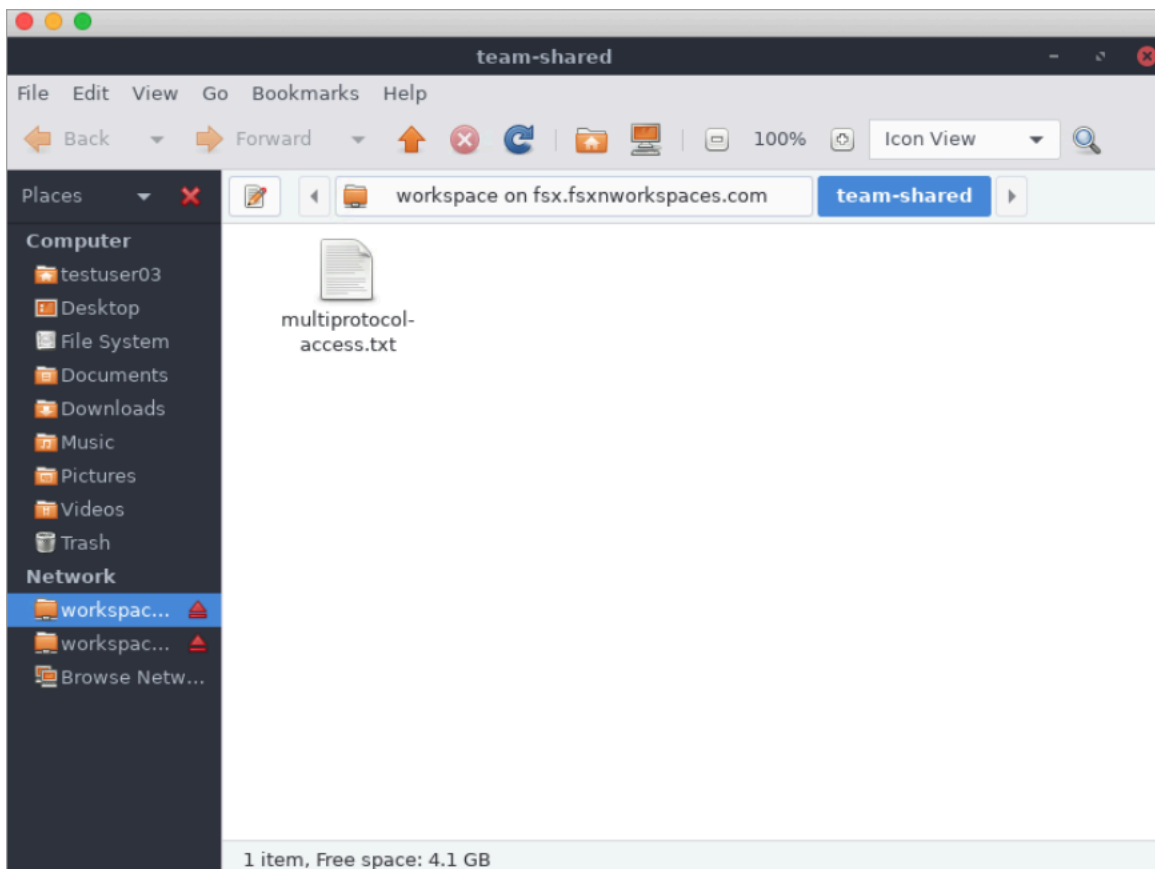 team-shared
File Edit View Go Bookmarks Help
Back Forward 100% Icon View
Places workspace on fsx.fsxnworkspaces.com team-shared
Computer
testuser03
Desktop
File System
Documents
Downloads
Music
Pictures
Videos
Trash
Network
workspac...
workspac...
Browse Netw...
multiprotocol-
access.txt
1 item, Free space: 4.1 GB